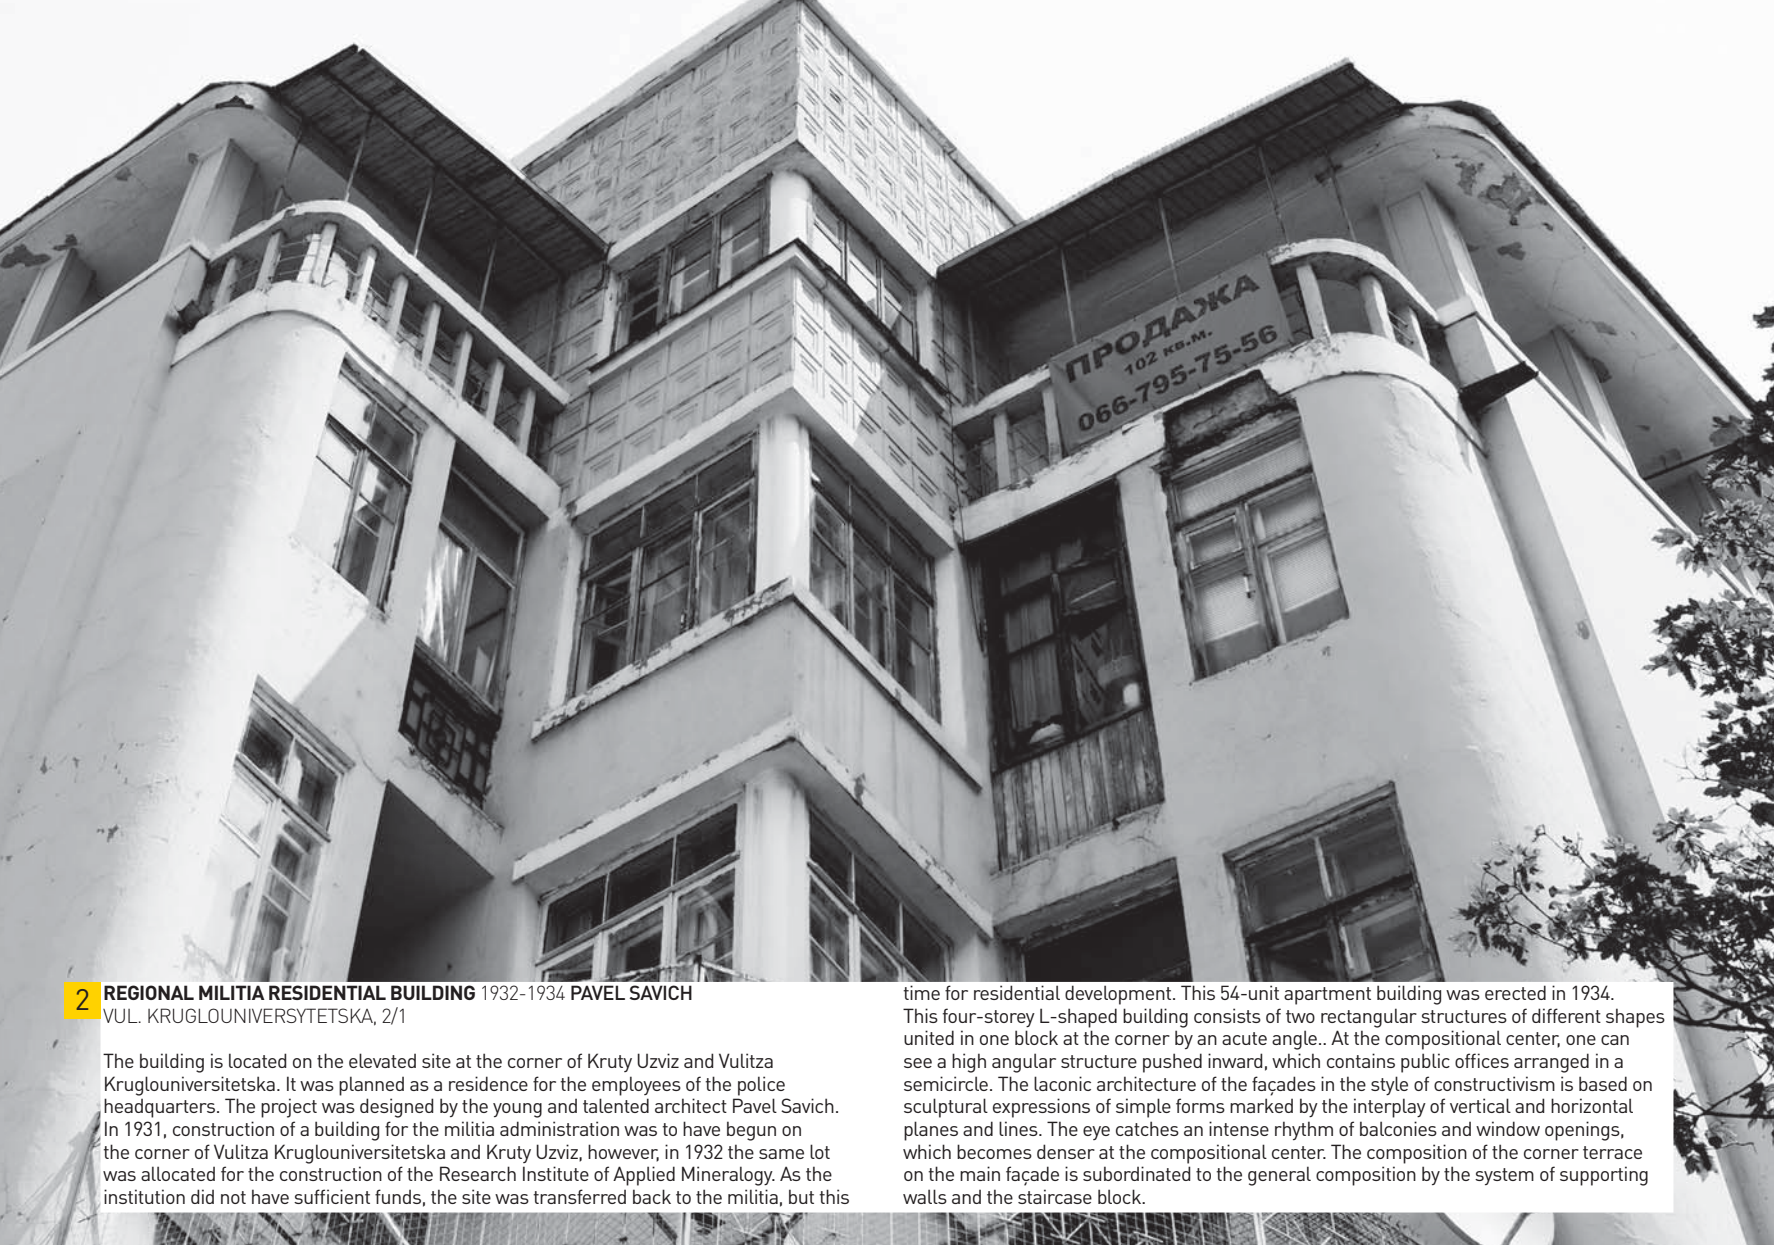 ПРОДАЖА
102 кв.м.
066-795-75-56
2
REGIONAL MILITIA RESIDENTIAL BUILDING 1932-1934 PAVEL SAVICH
VUL. KRUGLOUNIVERSYTETSKA, 2/1
The building is located on the elevated site at the corner of Kruty Uzviz and Vulitza
Kruglouniversitetska. It was planned as a residence for the employees of the police
headquarters. The project was designed by the young and talented architect Pavel Savich.
In 1931, construction of a building for the militia administration was to have begun on
the corner of Vulitza Kruglouniversitetska and Kruty Uzviz, however, in 1932 the same lot
was allocated for the construction of the Research Institute of Applied Mineralogy. As the
institution did not have sufficient funds, the site was transferred back to the militia, but this
time for residential development. This 54-unit apartment building was erected in 1934.
This four-storey L-shaped building consists of two rectangular structures of different shapes
united in one block at the corner by an acute angle.. At the compositional center, one can
see a high angular structure pushed inward, which contains public offices arranged in a
semicircle. The laconic architecture of the façades in the style of constructivism is based on
sculptural expressions of simple forms marked by the interplay of vertical and horizontal
planes and lines. The eye catches an intense rhythm of balconies and window openings,
which becomes denser at the compositional center. The composition of the corner terrace
on the main façade is subordinated to the general composition by the system of supporting
walls and the staircase block.